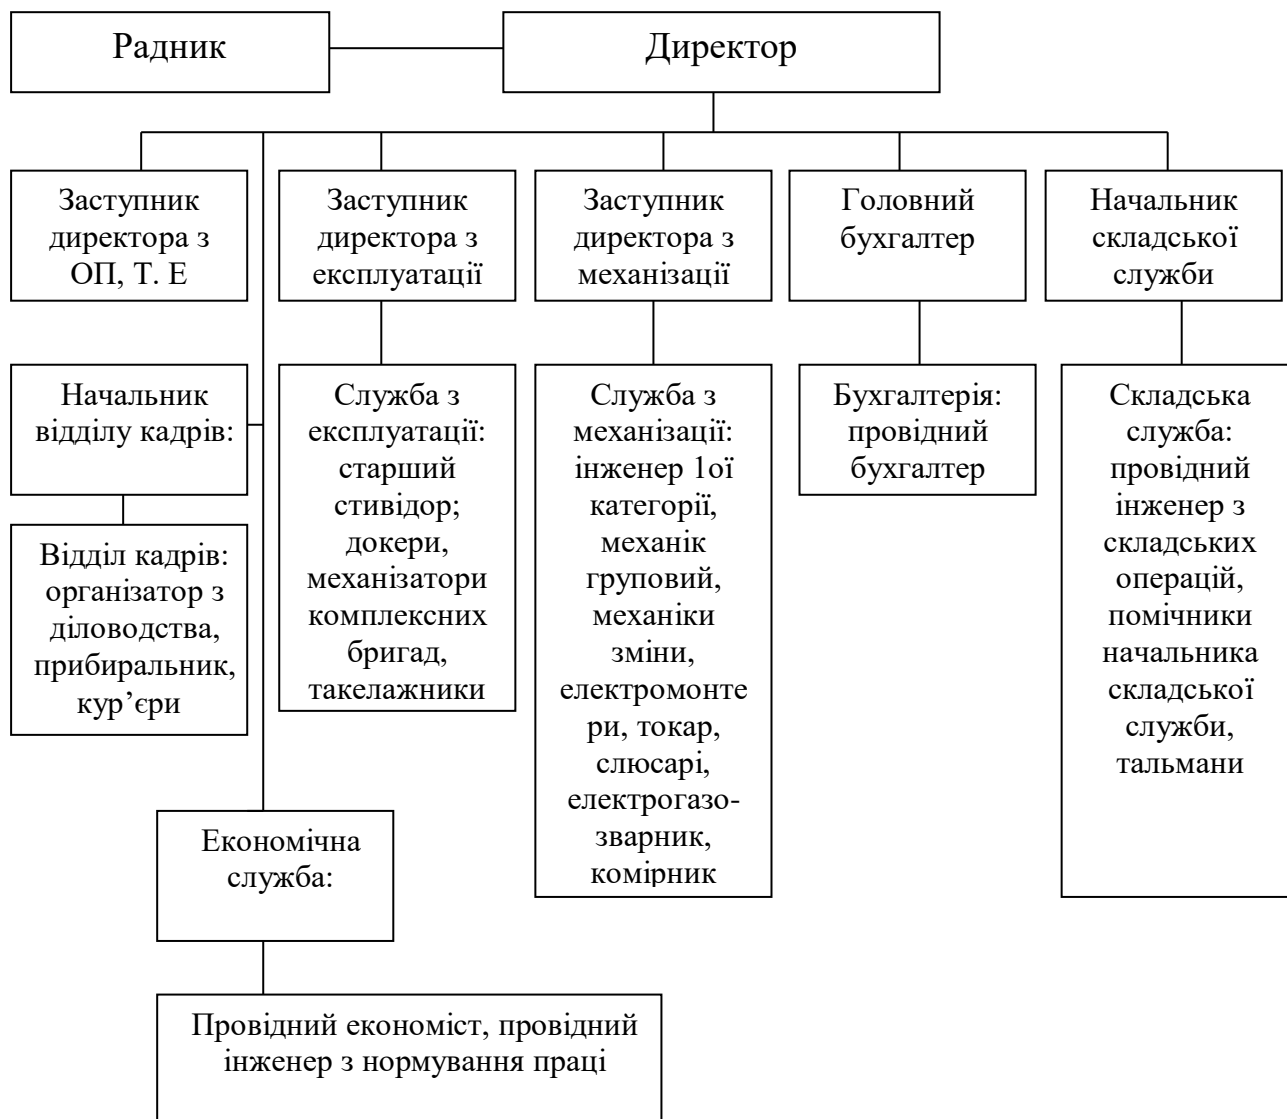 Радник
Директор
Заступник
директора з
ОП, Т. Е
Заступник
директора з
експлуатації
Заступник
директора з
механізації
Головний
бухгалтер
Начальник
складської
служби
Начальник
відділу кадрів:
Служба з
експлуатації:
старший
стивідор;
докери,
механізатори
комплексних
бригад,
такелажники
Служба з
механізації:
інженер 1ої
категорії,
механік
груповий,
механіки
зміни,
електромонте
ри, токар,
слюсарі,
електрогазо-
зварник,
комірник
Бухгалтерія:
провідний
бухгалтер
Складська
служба:
провідний
інженер з
складських
операцій,
помічники
начальника
складської
служби,
тальмани
Відділ кадрів:
організатор з
діловодства,
прибиральник,
кур’єри
Економічна
служба:
Провідний економіст, провідний
інженер з нормування праці